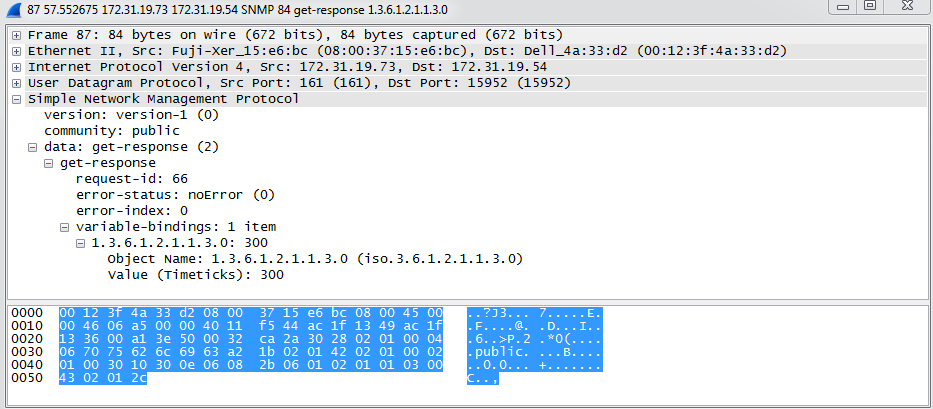 87 57.552675 172.31.19.73 172.31.19.54 SNMP 84 get-response 1.3.6.1.2.1.1.3.0
Frame 87: 84 bytes on wire (672 bits), 84 bytes captured (672 bits)
Ethernet II, Src: Fuji-Xer_15:e6:bc (08:00:37:15:e6:bc), Dst: Dell_4a:33:d2 (00:12:3f:4a:33:d2)
Internet Protocol Version 4, Src: 172.31.19.73, Dst: 172.31.19.54
User Datagram Protocol, Src Port: 161 (161), Dst Port: 15952 (15952)
Simple Network Management Protocol
version: version-1 (0)
community: public
data: get-response (2)
get-response
request-id: 66
error-status: noError (0)
error-index: 0
variable-bindings: 1 item
1.3.6.1.2.1.1.3.0: 300
Object Name: 1.3.6.1.2.1.1.3.0 (iso.3.6.1.2.1.1.3.0)
Value (Timeticks): 300
0000 00 12 3f 4a 33 d2 08 00 37 15 e6 bc 08 00 45 00 ..?J3... 7.....E.
0010 00 46 06 a5 00 00 40 11 f5 44 ac 1f 13 49 ac 1f .F....@. .D...I..
0020 13 36 00 a1 3e 50 00 32 ca 2a 30 28 02 01 00 04 .6..>P.2 .*0(....
0030 06 70 75 62 6c 69 63 a2 1b 02 01 42 02 01 00 02 .public. ...B....
0040 01 00 30 10 30 0e 06 08 2b 06 01 02 01 01 03 00 ..0.0... +.......
0050 43 02 01 2c C..,